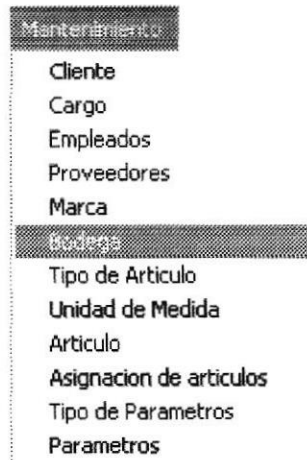 Mantenimiento
Cliente
Cargo
Empleados
Proveedores
Marca
Bodega
Tipo de Articulo
Unidad de Medida
Articulo
Asignacion de articulos
Tipo de Parametros
Parametros